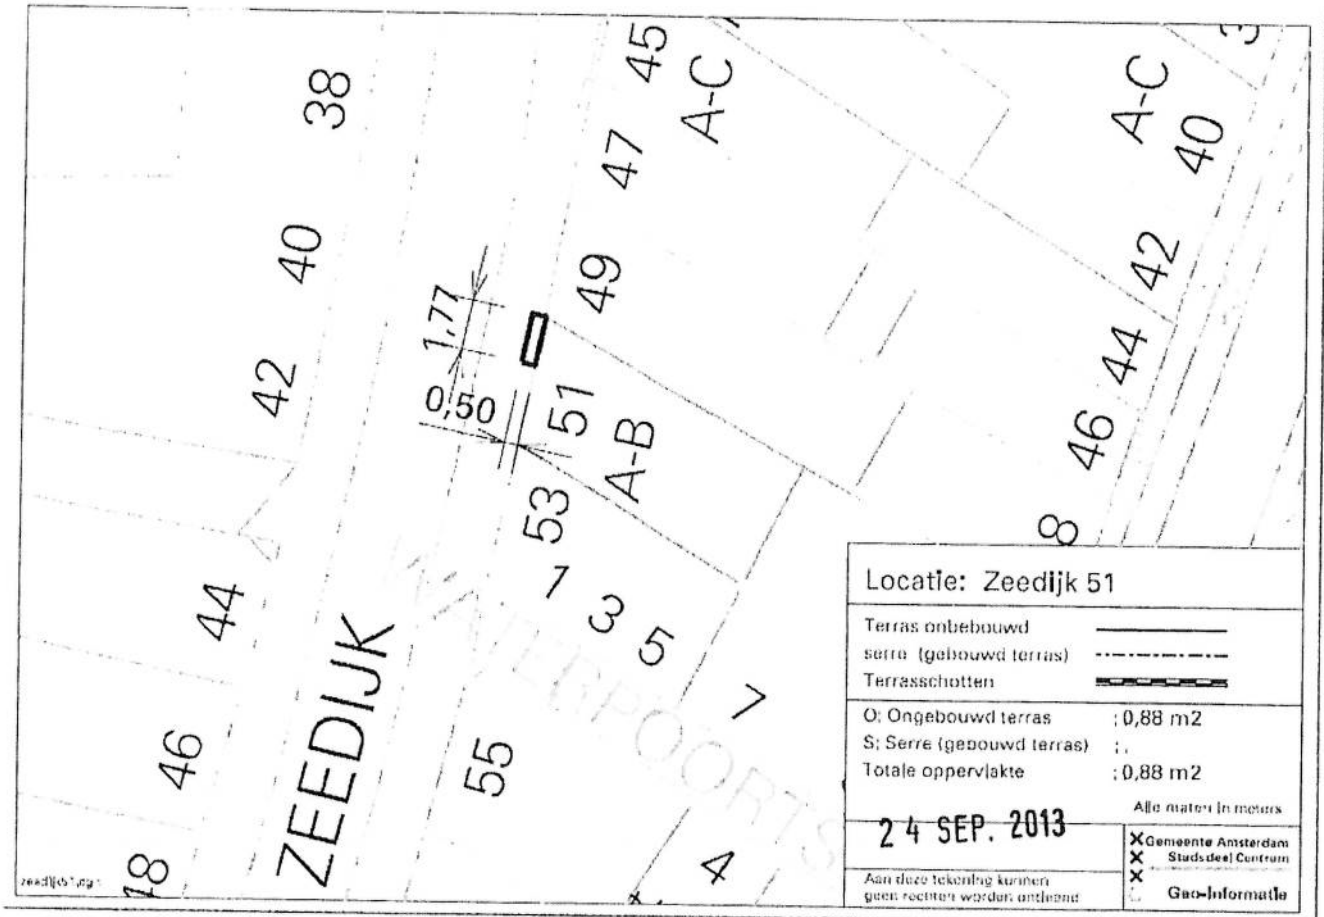 38
45
A-C
47
40
49
1,77
42
0,50
51
A-B
53
1
3
5
7
44
ZEEDIJK
46
55
4
A-C
40
42
44
46
8
Locatie: Zeedijk 51
Terras onbebouwd
serre (gebouwd terras)
Terrasschotten
O; Ongebouwd terras : 0,88 m2
S; Serre (gebouwd terras) : .
Totale oppervlakte : 0,88 m2
Alle maten in meters
24 SEP. 2013
Gemeente Amsterdam
Stadsdeel Centrum
Geo-Informatie
Aan deze tekening kunnen
geen rechten worden ontleend